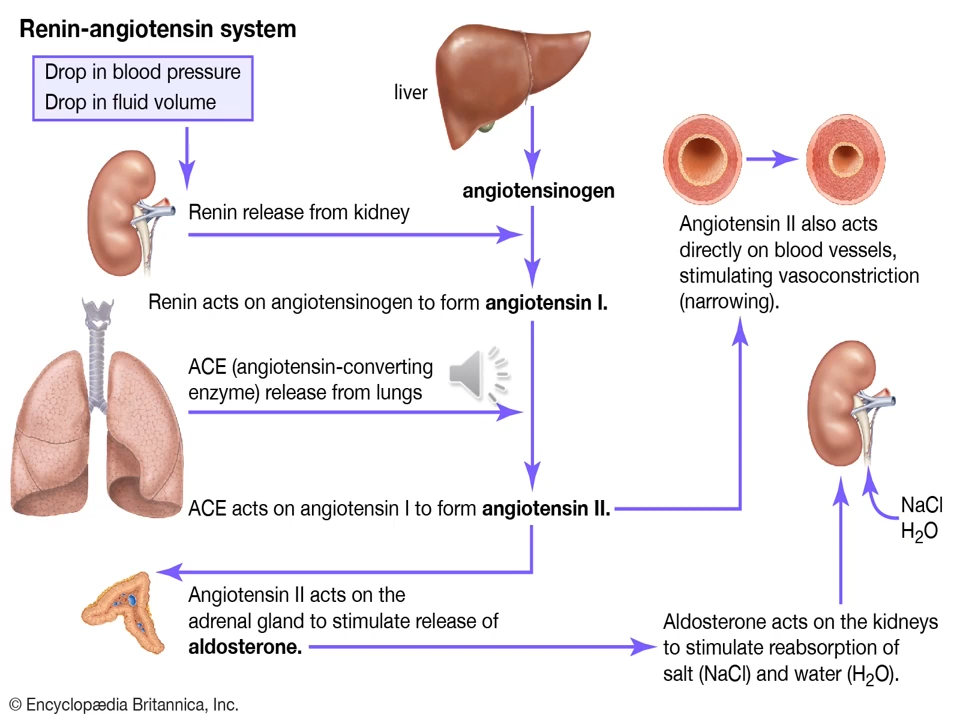 Renin-angiotensin system
Drop in blood pressure
Drop in fluid volume
liver
angiotensinogen
Renin release from kidney
Renin acts on angiotensinogen to form angiotensin I.
ACE (angiotensin-converting
enzyme) release from lungs
ACE acts on angiotensin I to form angiotensin II.
Angiotensin II also acts
directly on blood vessels,
stimulating vasoconstriction
(narrowing).
NaCl
H₂O
Angiotensin II acts on the
adrenal gland to stimulate release of
aldosterone.
Aldosterone acts on the kidneys
to stimulate reabsorption of
salt (NaCl) and water (H₂O).
© Encyclopædia Britannica, Inc.